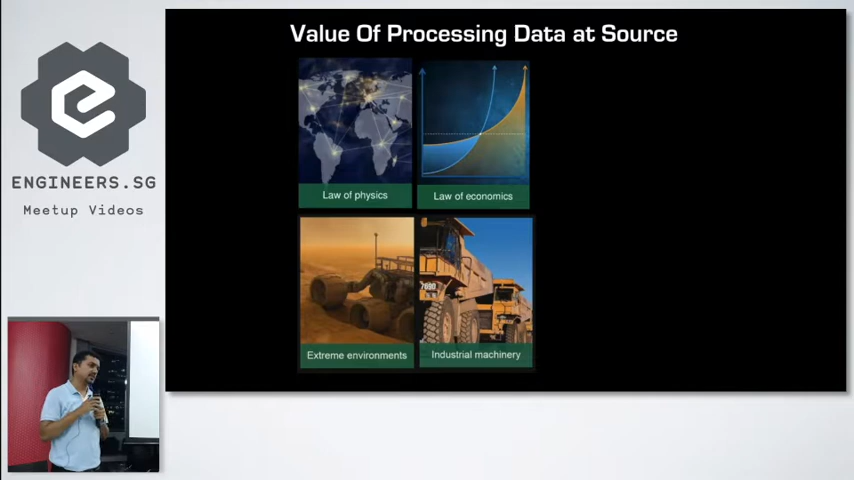 Value Of Processing Data at Source
ENGINEERS.SG
Meetup Videos
Law of physics
Law of economics
769D
Extreme environments
Industrial machinery